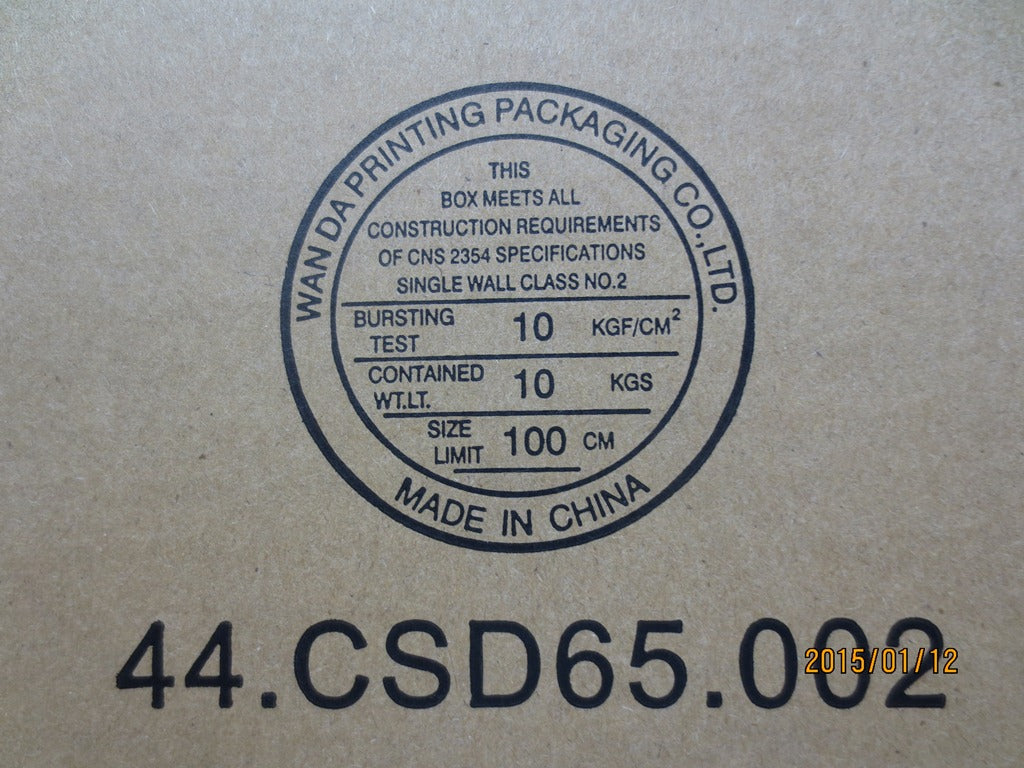 WAN DA PRINTING PACKAGING CO.,LTD.
THIS
BOX MEETS ALL
CONSTRUCTION REQUIREMENTS
OF CNS 2354 SPECIFICATIONS
SINGLE WALL CLASS NO.2
BURSTING TEST 10 KGF/CM²
CONTAINED WT.LT. 10 KGS
SIZE LIMIT 100 CM
MADE IN CHINA
44.CSD65.002
2015/01/12